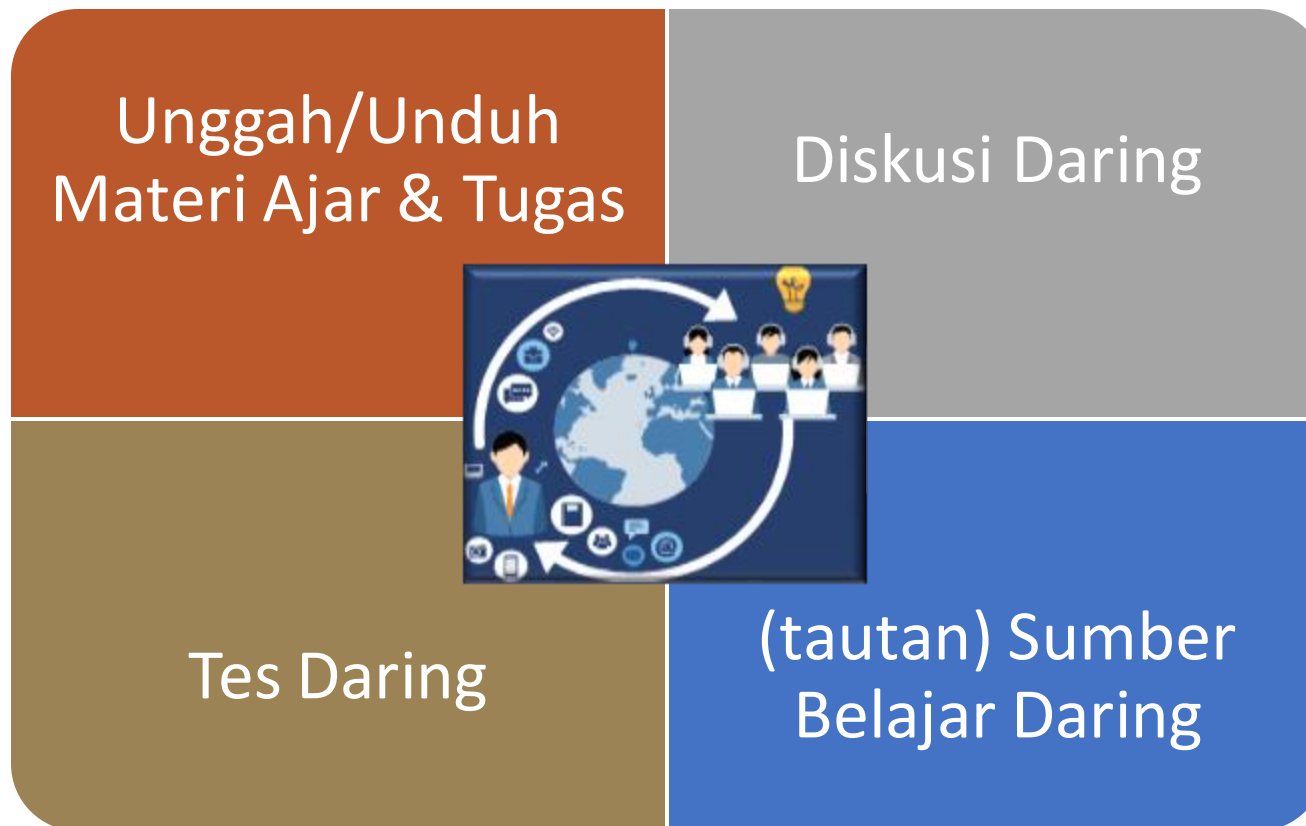 Unggah/Unduh
Materi Ajar & Tugas
Diskusi Daring
Tes Daring
(tautan) Sumber
Belajar Daring